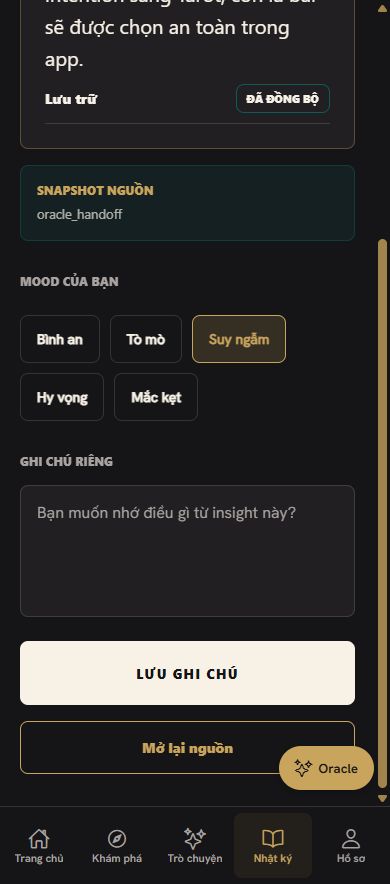 intention sang Tarot, còn lá bài
sẽ được chọn an toàn trong
app.
Lưu trữ
ĐÃ ĐỒNG BỘ
SNAPSHOT NGUỒN
oracle_handoff
MOOD CỦA BẠN
Bình an
Tò mò
Suy ngẫm
Hy vọng
Mắc kẹt
GHI CHÚ RIÊNG
Bạn muốn nhớ điều gì từ insight này?
LƯU GHI CHÚ
Mở lại nguồn
Oracle
Trang chủ
Khám phá
Trò chuyện
Nhật ký
Hồ sơ